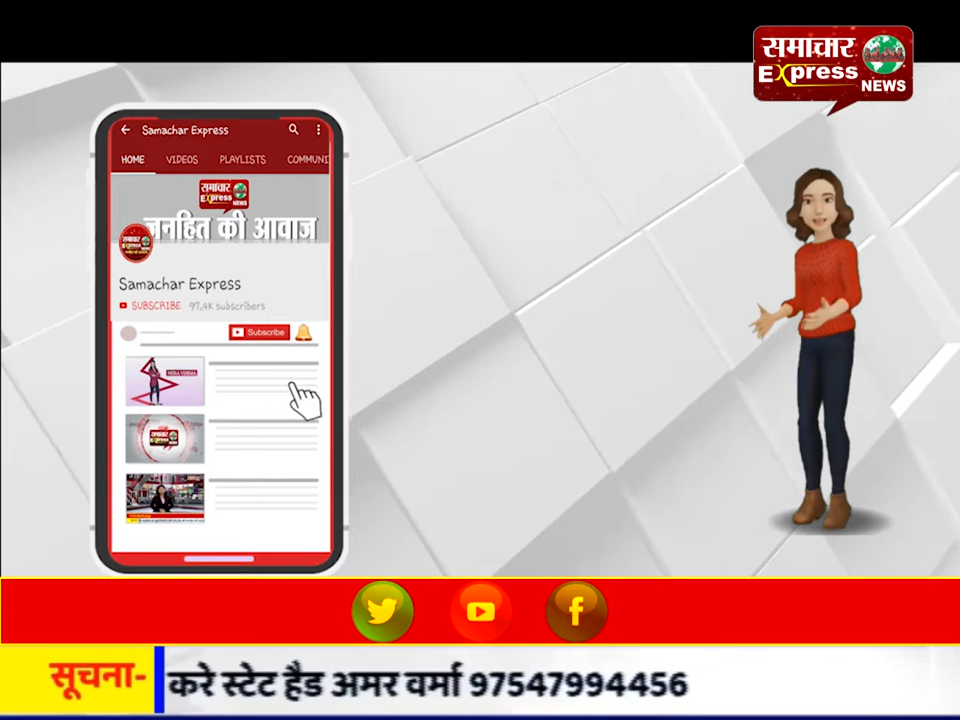 समाचार
Express
NEWS
Samachar Express
HOME VIDEOS PLAYLISTS COMMUNI
समाचार
Express
NEWS
जनहित की आवाज
Samachar Express
SUBSCRIBE 97.4K subscribers
Subscribe
सूचना- करे स्टेट हैड अमर वर्मा 97547994456